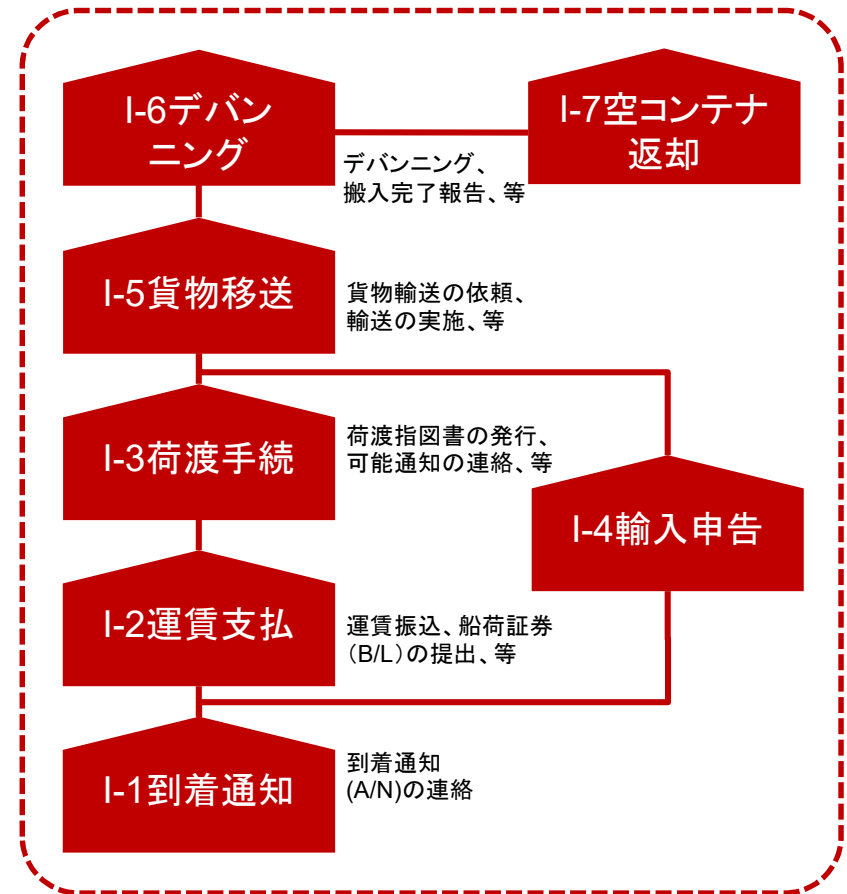 I-6デバン
ニング
I-7空コンテナ
返却
デバンニング、
搬入完了報告、等
I-5貨物移送
貨物輸送の依頼、
輸送の実施、等
I-3荷渡手続
荷渡指図書の発行、
可能通知の連絡、等
I-4輸入申告
I-2運賃支払
運賃振込、船荷証券
（B/L）の提出、等
I-1到着通知
到着通知
(A/N)の連絡